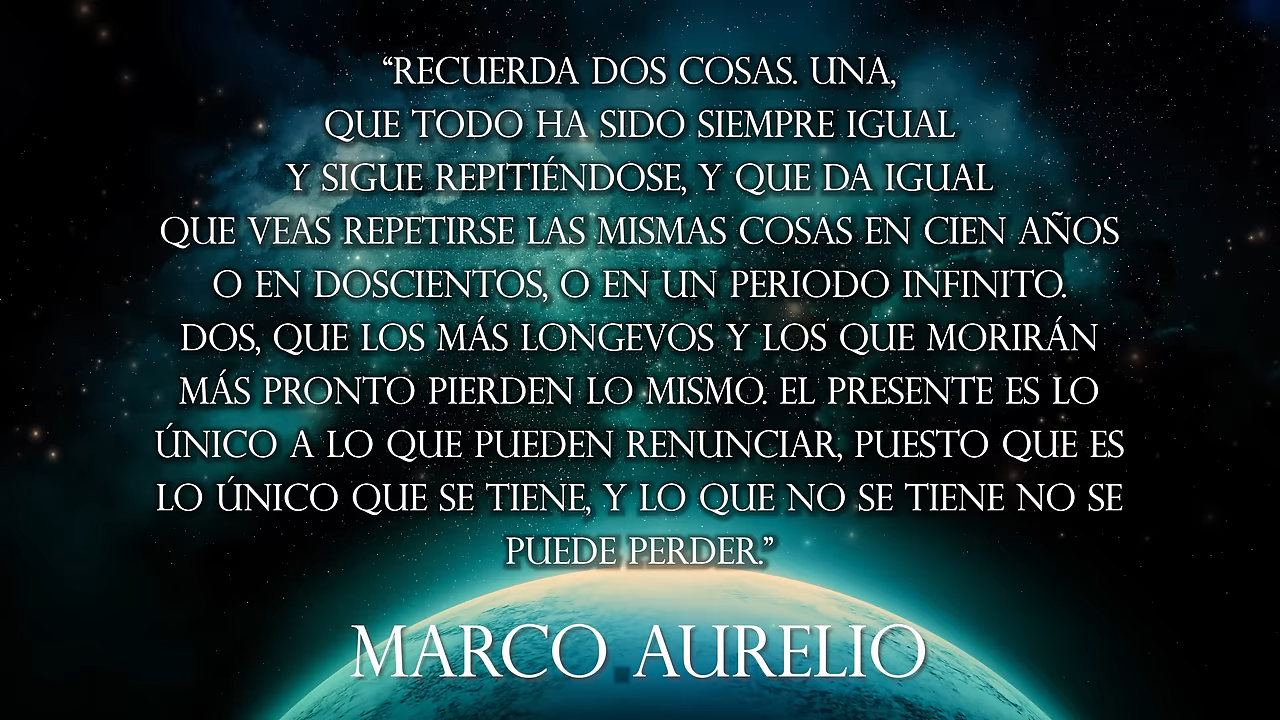 “RECUERDA DOS COSAS. UNA,
QUE TODO HA SIDO SIEMPRE IGUAL
Y SIGUE REPITIÉNDOSE, Y QUE DA IGUAL
QUE VEAS REPETIRSE LAS MISMAS COSAS EN CIEN AÑOS
O EN DOSCIENTOS, O EN UN PERIODO INFINITO.
DOS, QUE LOS MÁS LONGEVOS Y LOS QUE MORIRÁN
MÁS PRONTO PIERDEN LO MISMO. EL PRESENTE ES LO
ÚNICO A LO QUE PUEDEN RENUNCIAR, PUESTO QUE ES
LO ÚNICO QUE SE TIENE, Y LO QUE NO SE TIENE NO SE
PUEDE PERDER.”
MARCO AURELIO